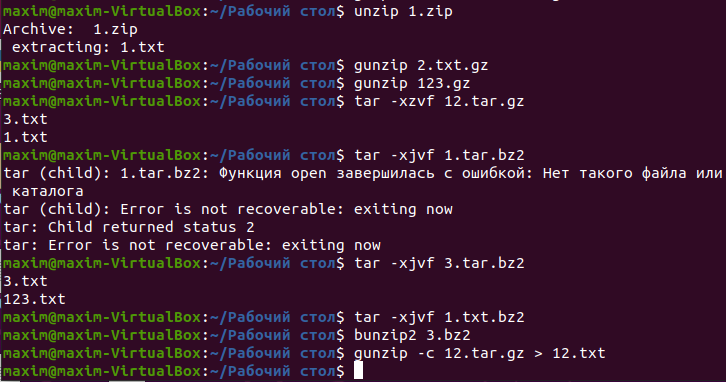 maxim@maxim-VirtualBox:~/Рабочий стол$ unzip 1.zip
Archive:  1.zip
 extracting: 1.txt
maxim@maxim-VirtualBox:~/Рабочий стол$ gunzip 2.txt.gz
maxim@maxim-VirtualBox:~/Рабочий стол$ gunzip 123.gz
maxim@maxim-VirtualBox:~/Рабочий стол$ tar -xzvf 12.tar.gz
3.txt
1.txt
maxim@maxim-VirtualBox:~/Рабочий стол$ tar -xjvf 1.tar.bz2
tar (child): 1.tar.bz2: Функция open завершилась с ошибкой: Нет такого файла или
 каталога
tar (child): Error is not recoverable: exiting now
tar: Child returned status 2
tar: Error is not recoverable: exiting now
maxim@maxim-VirtualBox:~/Рабочий стол$ tar -xjvf 3.tar.bz2
3.txt
123.txt
maxim@maxim-VirtualBox:~/Рабочий стол$ tar -xjvf 1.txt.bz2
maxim@maxim-VirtualBox:~/Рабочий стол$ bunzip2 3.bz2
maxim@maxim-VirtualBox:~/Рабочий стол$ gunzip -c 12.tar.gz > 12.txt
maxim@maxim-VirtualBox:~/Рабочий стол$